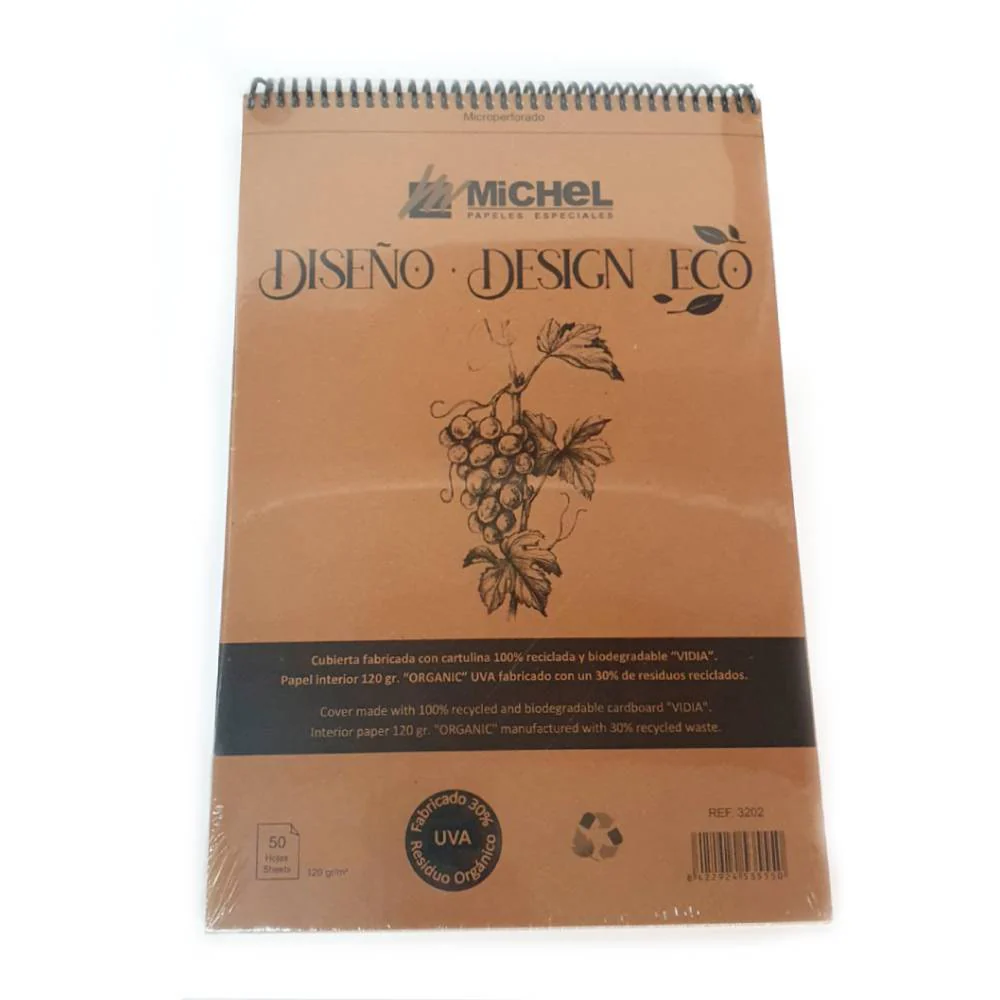 Microperforado
MiCHeL
PAPELES ESPECIALES
DISEÑO · DESIGN ECO
Cubierta fabricada con cartulina 100% reciclada y biodegradable "VIDIA".
Papel interior 120 gr. "ORGANIC" UVA fabricado con un 30% de residuos reciclados.
Cover made with 100% recycled and biodegradable cardboard "VIDIA".
Interior paper 120 gr. "ORGANIC" manufactured with 30% recycled waste.
50
Hojas
Sheets
120 gr/m²
Fabricado 30%
UVA
Residuo Orgánico
REF. 3202
8 422924 555550